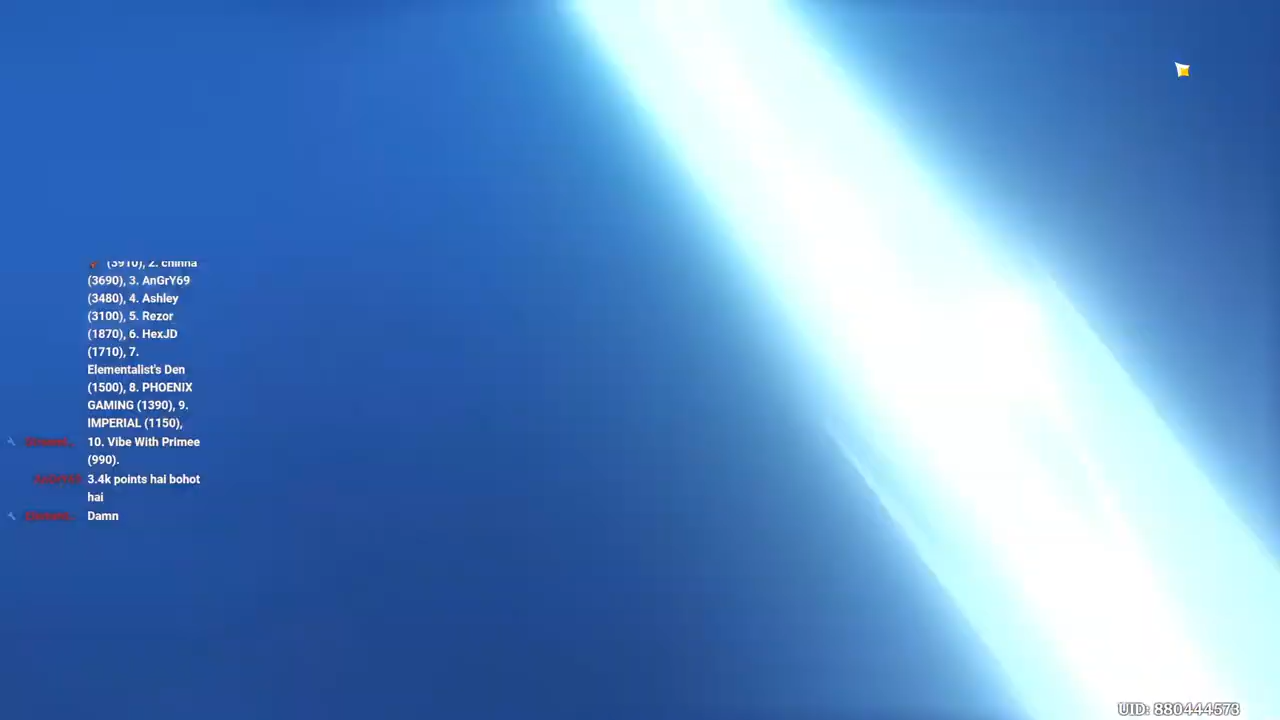 (3910), 2. chinna
(3690), 3. AnGrY69
(3480), 4. Ashley
(3100), 5. Rezor
(1870), 6. HexJD
(1710), 7.
Elementalist's Den
(1500), 8. PHOENIX
GAMING (1390), 9.
IMPERIAL (1150),
10. Vibe With Primee
(990).
3.4k points hai bohot
hai
Damn
UID: 880444573